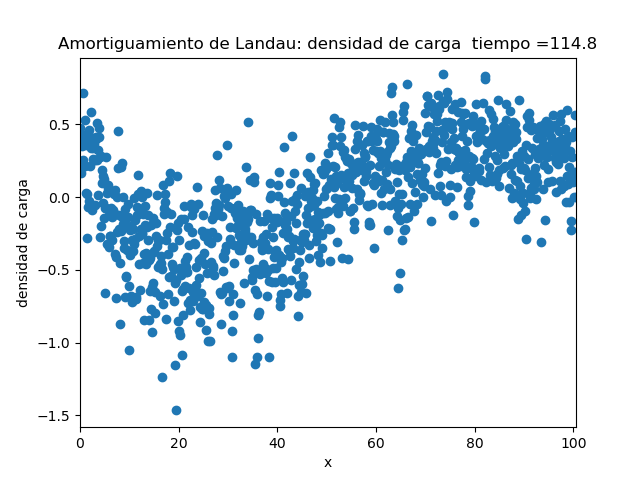 Amortiguamiento de Landau: densidad de carga  tiempo =114.8
densidad de carga
0.5
0.0
−0.5
−1.0
−1.5
0 20 40 60 80 100
x